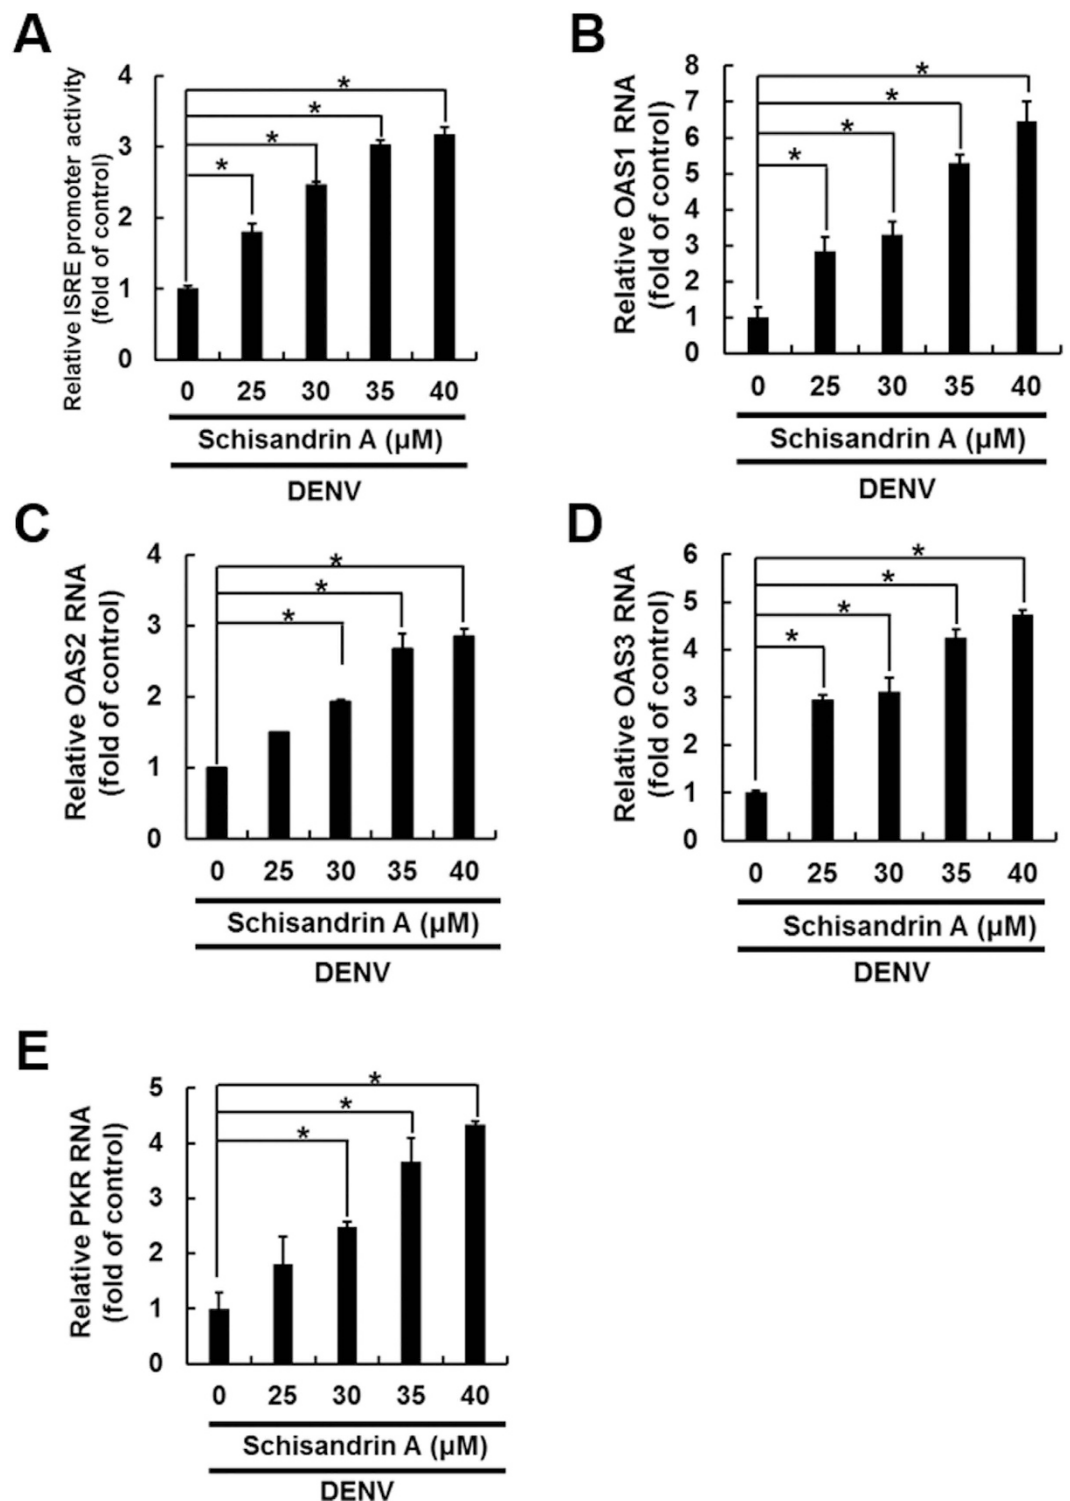 A
Relative ISRE promoter activity
(fold of control)
4
3
2
1
0
* * * *
0 25 30 35 40
Schisandrin A (µM)
DENV
B
Relative OAS1 RNA
(fold of control)
8
7
6
5
4
3
2
1
0
* * * *
0 25 30 35 40
Schisandrin A (µM)
DENV
C
Relative OAS2 RNA
(fold of control)
4
3
2
1
0
* * *
0 25 30 35 40
Schisandrin A (µM)
DENV
D
Relative OAS3 RNA
(fold of control)
6
5
4
3
2
1
0
* * * *
0 25 30 35 40
Schisandrin A (µM)
DENV
E
Relative PKR RNA
(fold of control)
5
4
3
2
1
0
* * *
0 25 30 35 40
Schisandrin A (µM)
DENV